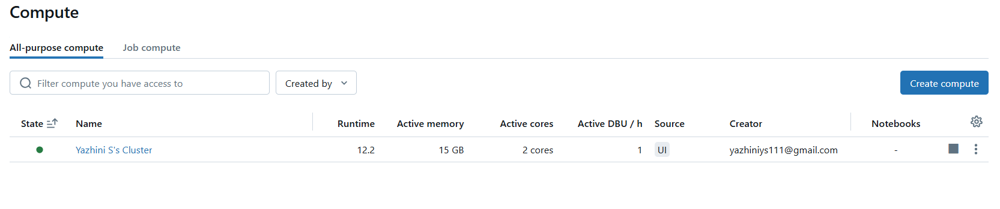 Compute
All-purpose compute Job compute
Filter compute you have access to Created by Create compute
State Name Runtime Active memory Active cores Active DBU / h Source Creator Notebooks
Yazhini S's Cluster 12.2 15 GB 2 cores 1 UI yazhiniys111@gmail.com -